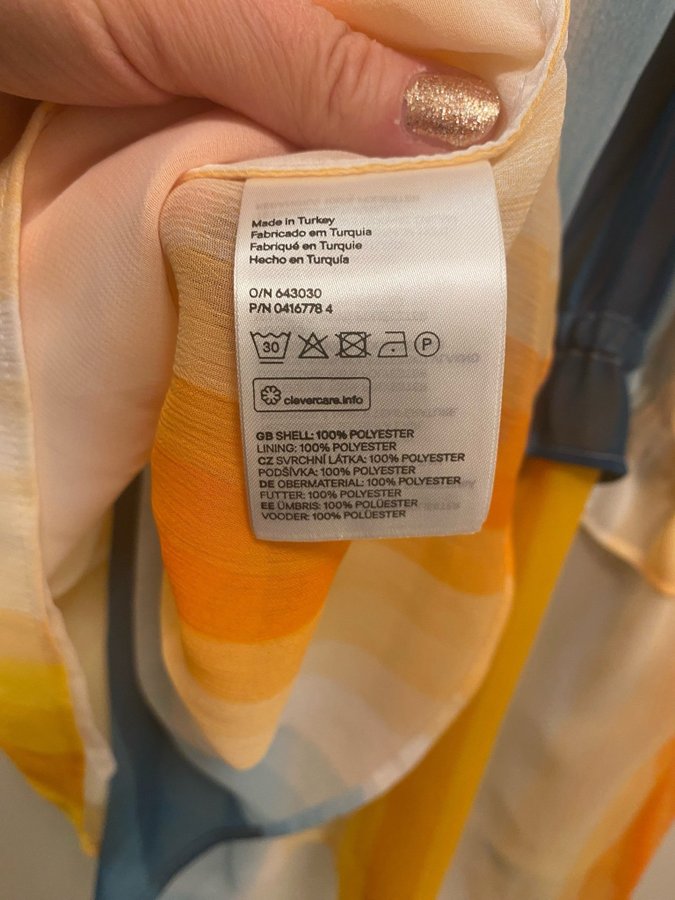 Made in Turkey
Fabricado em Turquia
Fabriqué en Turquie
Hecho en Turquía
O/N 643030
P/N 0416778 4
30 P
clevercare.info
GB SHELL: 100% POLYESTER
LINING: 100% POLYESTER
CZ SVRCHNÍ LÁTKA: 100% POLYESTER
PODŠÍVKA: 100% POLYESTER
DE OBERMATERIAL: 100% POLYESTER
FUTTER: 100% POLYESTER
EE ÜMBRIS: 100% POLÜESTER
VOODER: 100% POLÜESTER